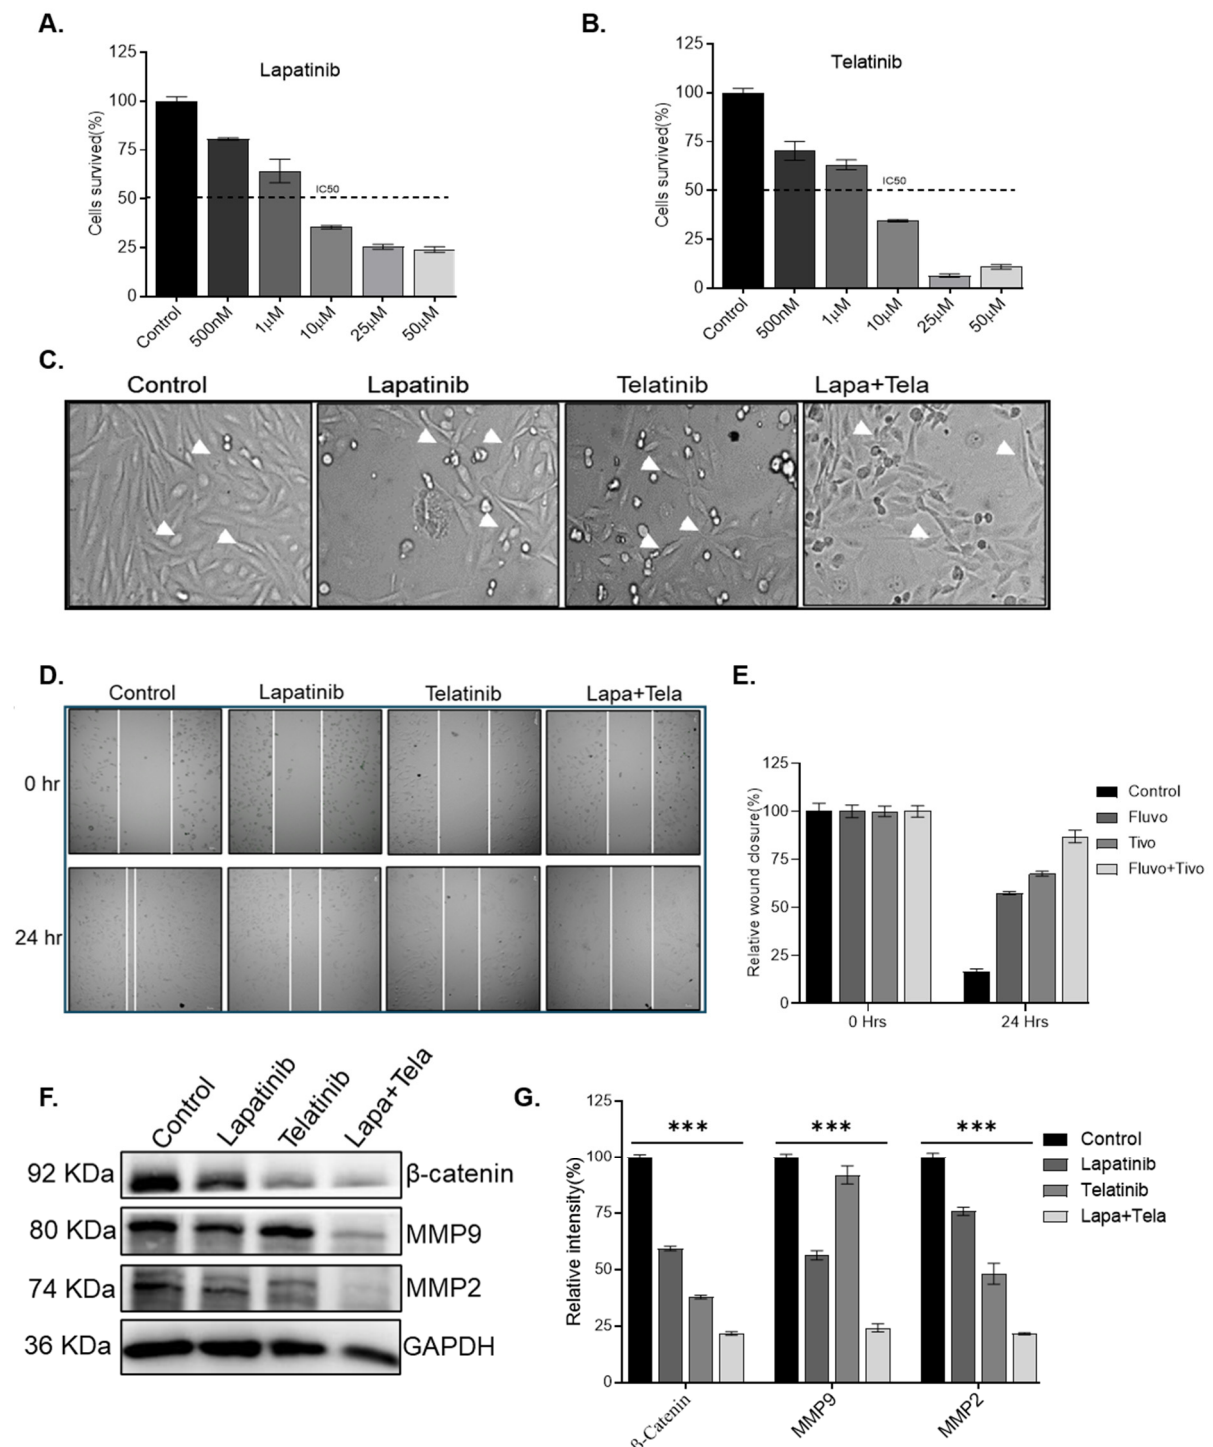 A.
Lapatinib
Cells survived(%)
125
100
75
50
25
0
IC50
Control
500nM
1μM
10μM
25μM
50μM
B.
Telatinib
Cells survived(%)
125
100
75
50
25
0
IC50
Control
500nM
1μM
10μM
25μM
50μM
C.
Control Lapatinib Telatinib Lapa+Tela
D.
Control Lapatinib Telatinib Lapa+Tela
0 hr
24 hr
E.
Relative wound closure(%)
125
100
75
50
25
0
0 Hrs 24 Hrs
Control
Fluvo
Tivo
Fluvo+Tivo
F.
Control Lapatinib Telatinib Lapa+Tela
92 KDa β-catenin
80 KDa MMP9
74 KDa MMP2
36 KDa GAPDH
G.
Relative intensity(%)
125
100
75
50
25
0
*** *** ***
β-Catenin MMP9 MMP2
Control
Lapatinib
Telatinib
Lapa+Tela